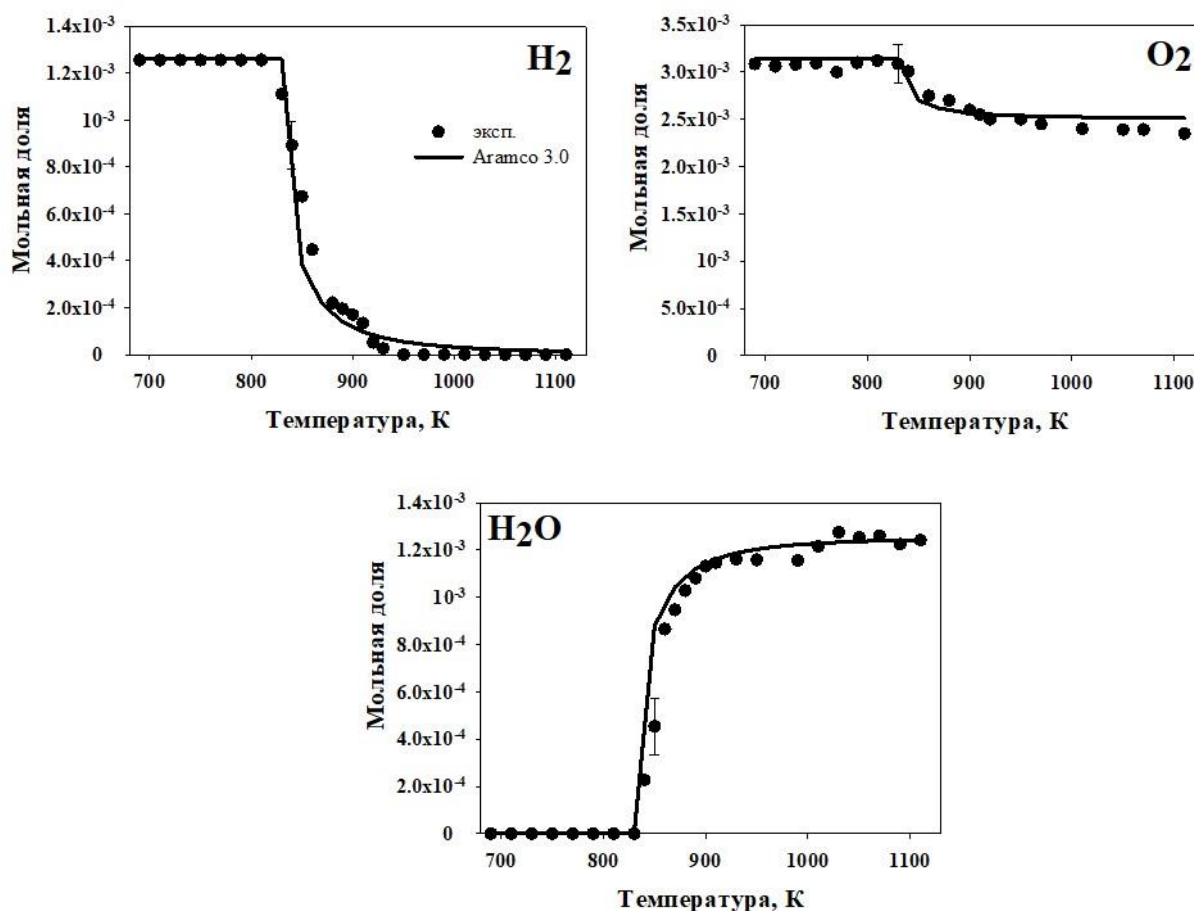 H2
Мольная доля
1.4x10-3
1.2x10-3
10-3
8.0x10-4
6.0x10-4
4.0x10-4
2.0x10-4
0
эксп.
Aramco 3.0
700 800 900 1000 1100
Температура, К
O2
Мольная доля
3.5x10-3
3.0x10-3
2.5x10-3
2.0x10-3
1.5x10-3
10-3
5.0x10-4
0
700 800 900 1000 1100
Температура, К
H2O
Мольная доля
1.4x10-3
1.2x10-3
10-3
8.0x10-4
6.0x10-4
4.0x10-4
2.0x10-4
0
700 800 900 1000 1100
Температура, К